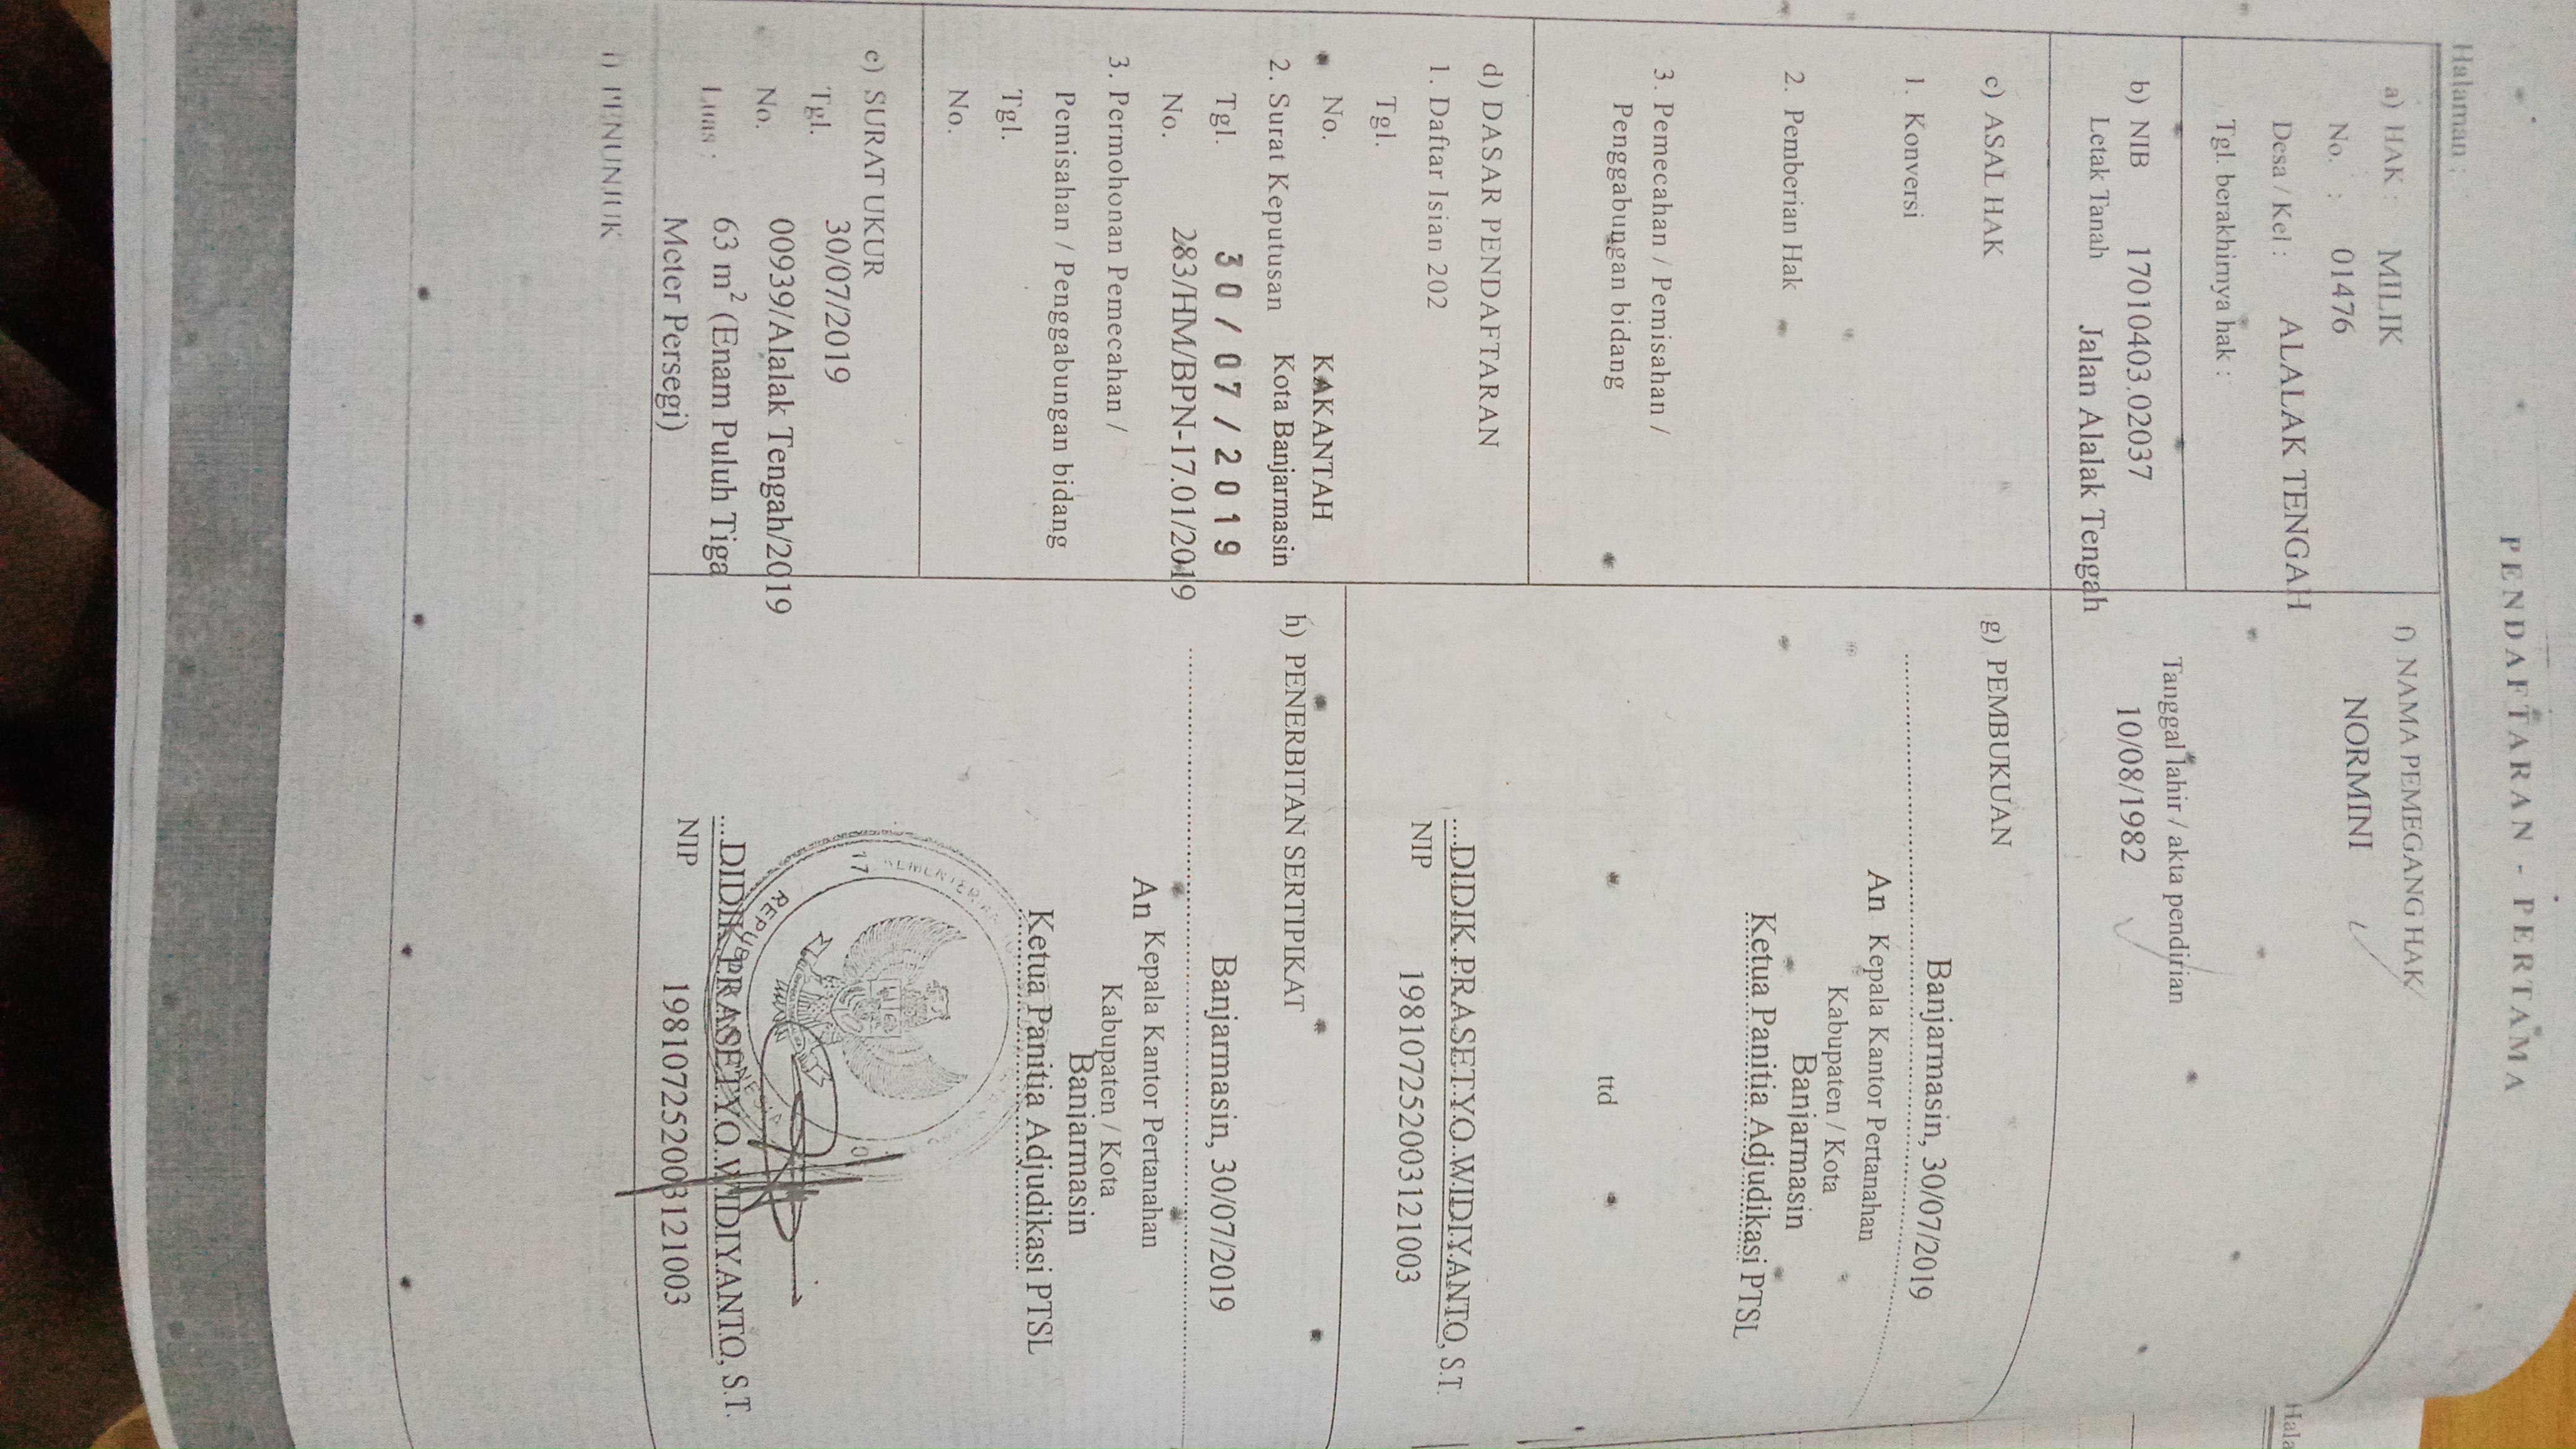 PENDAFTARAN - PERTAMA
Halaman :
a) HAK : MILIK
No. : 01476
Desa / Kel : ALALAK TENGAH
Tgl. berakhirnya hak :
b) NIB 17010403.02037
Letak Tanah Jalan Alalak Tengah
c) ASAL HAK
1. Konversi
2. Pemberian Hak
3. Pemecahan / Pemisahan /
Penggabungan bidang
d) DASAR PENDAFTARAN
1. Daftar Isian 202
Tgl.
No.
KAKANTAH
2. Surat Keputusan Kota Banjarmasin
Tgl. 30/07/2019
No. 283/HM/BPN-17.01/2019
3. Permohonan Pemecahan /
Pemisahan / Penggabungan bidang
Tgl.
No.
e) SURAT UKUR
Tgl. 30/07/2019
No. 00939/Alalak Tengah/2019
Luas : 63 m² (Enam Puluh Tiga
Meter Persegi)
f) NAMA PEMEGANG HAK
NORMINI
Tanggal lahir / akta pendirian
10/08/1982
g) PEMBUKUAN
Banjarmasin, 30/07/2019
An Kepala Kantor Pertanahan
Kabupaten / Kota
Banjarmasin
Ketua Panitia Adjudikasi PTSL
ttd
DIDIK PRASETYO WIDIYANTO, S.T.
NIP 198107252003121003
h) PENERBITAN SERTIPIKAT
Banjarmasin, 30/07/2019
An Kepala Kantor Pertanahan
Kabupaten / Kota
Banjarmasin
Ketua Panitia Adjudikasi PTSL
DIDIK PRASETYO WIDIYANTO, S.T.
NIP 198107252003121003
i) PENUNJUK